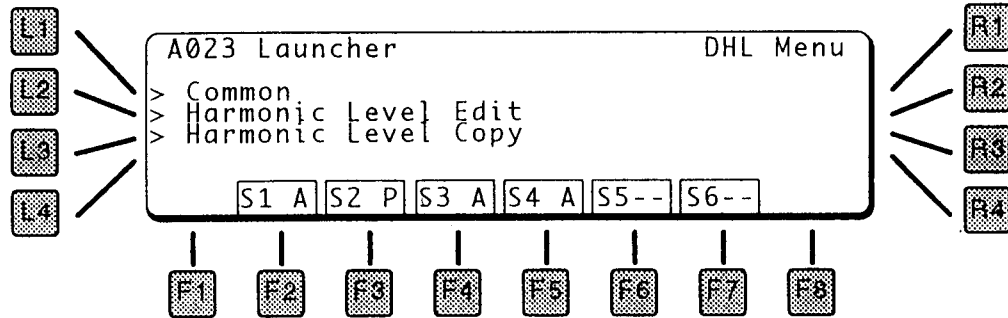 A023 Launcher DHL Menu
> Common
> Harmonic Level Edit
> Harmonic Level Copy
S1 A S2 P S3 A S4 A S5-- S6--
L1
L2
L3
L4
R1
R2
R3
R4
F1 F2 F3 F4 F5 F6 F7 F8